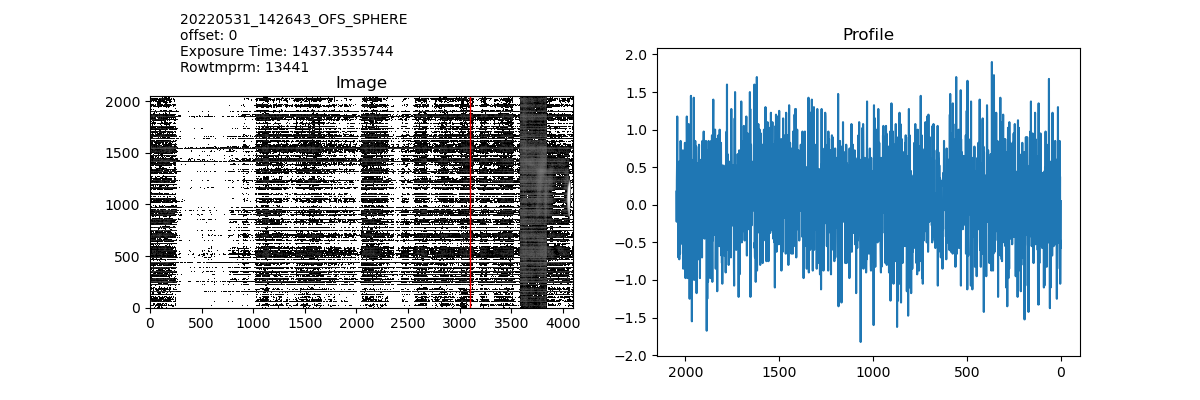 20220531_142643_OFS_SPHERE
offset: 0
Exposure Time: 1437.3535744
Rowtmprm: 13441
Image
2000
1500
1000
500
0
0 500 1000 1500 2000 2500 3000 3500 4000
Profile
2.0
1.5
1.0
0.5
0.0
−0.5
−1.0
−1.5
−2.0
2000 1500 1000 500 0